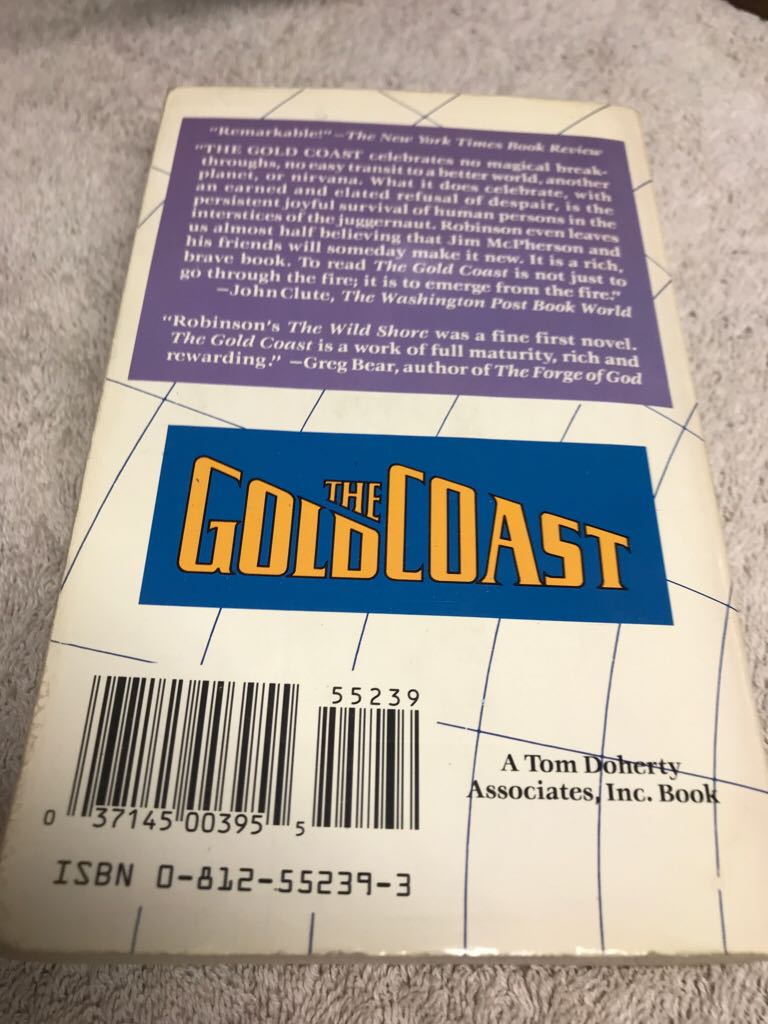 "Remarkable!"—The New York Times Book Review
"THE GOLD COAST celebrates no magical break-
throughs, no easy transit to a better world, another
planet, or nirvana. What it does celebrate, with
an earned and elated refusal of despair, is the
persistent joyful survival of human persons in the
interstices of the juggernaut. Robinson even leaves
us almost half believing that Jim McPherson and
his friends will someday make it new. It is a rich,
brave book. To read The Gold Coast is not just to
go through the fire; it is to emerge from the fire."
—John Clute, The Washington Post Book World
"Robinson's The Wild Shore was a fine first novel.
The Gold Coast is a work of full maturity, rich and
rewarding." —Greg Bear, author of The Forge of God
THE
GOLD COAST
55239
0 37145 00395 5
A Tom Doherty
Associates, Inc. Book
ISBN 0-812-55239-3